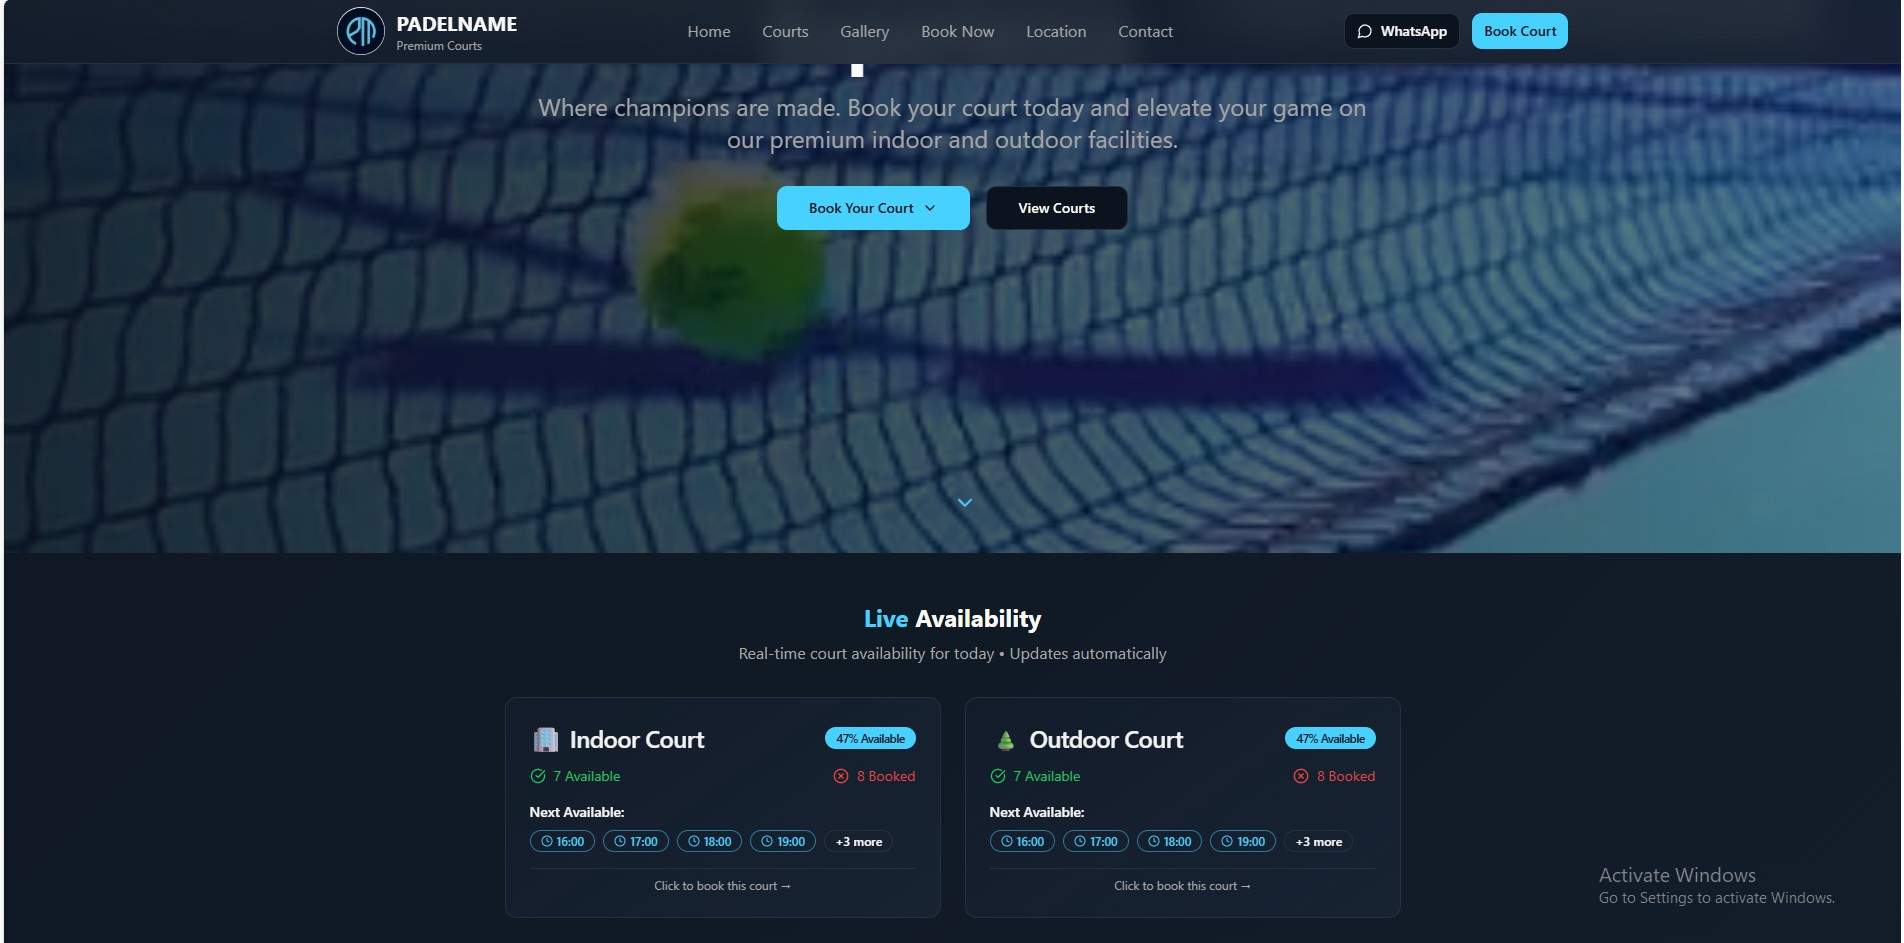 PADELNAME
Premium Courts
Home
Courts
Gallery
Book Now
Location
Contact
WhatsApp
Book Court
Where champions are made. Book your court today and elevate your game on
our premium indoor and outdoor facilities.
Book Your Court
View Courts
Live Availability
Real-time court availability for today • Updates automatically
Indoor Court
47% Available
7 Available
8 Booked
Next Available:
16:00
17:00
18:00
19:00
+3 more
Click to book this court →
Outdoor Court
47% Available
7 Available
8 Booked
Next Available:
16:00
17:00
18:00
19:00
+3 more
Click to book this court →
Activate Windows
Go to Settings to activate Windows.